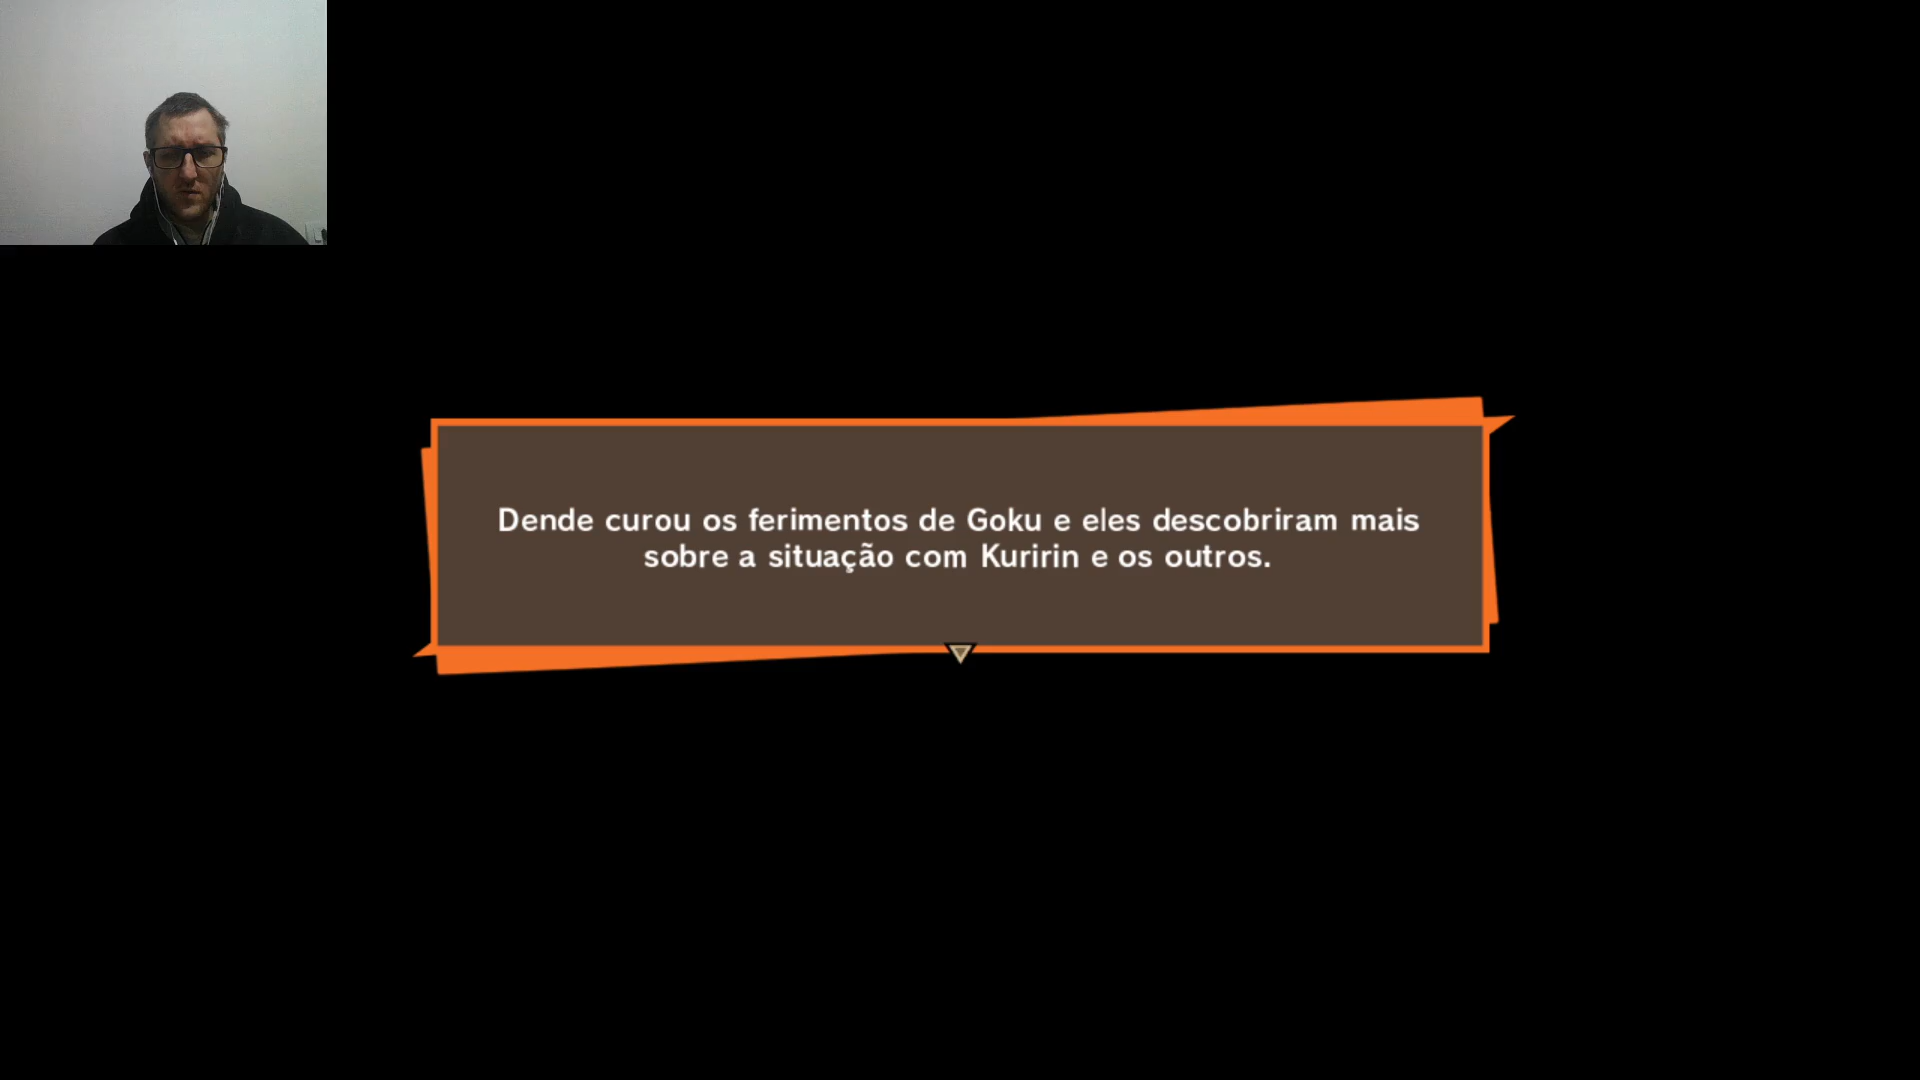 Dende curou os ferimentos de Goku e eles descobriram mais
sobre a situação com Kuririn e os outros.